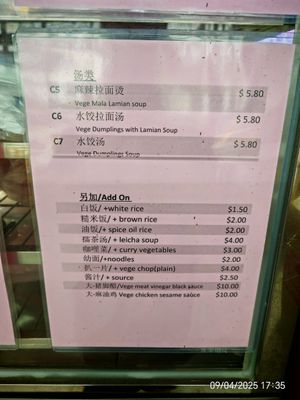 汤类
C5 麻辣拉面烫 $ 5.80
Vege Mala Lamian soup
C6 水饺拉面汤 $ 5.80
Vege Dumplings with Lamian Soup
C7 水饺汤 $ 5.80
Vege Dumplings Soup
另加/Add On
白饭/ +white rice $1.50
糙米饭/ + brown rice $2.00
油饭/+ spice oil rice $2.00
擂茶汤/ + leicha soup $4.00
咖喱菜/ + curry vegetables $3.00
幼面/+noodles $2.00
扒一片/ + vege chop(plain) $4.00
酱汁/ + source $2.50
大-猪脚醋/Vege meat vinegar black sauce $10.00
大-麻油鸡 Vege chicken sesame sauce $10.00
09/04/2025 17:35